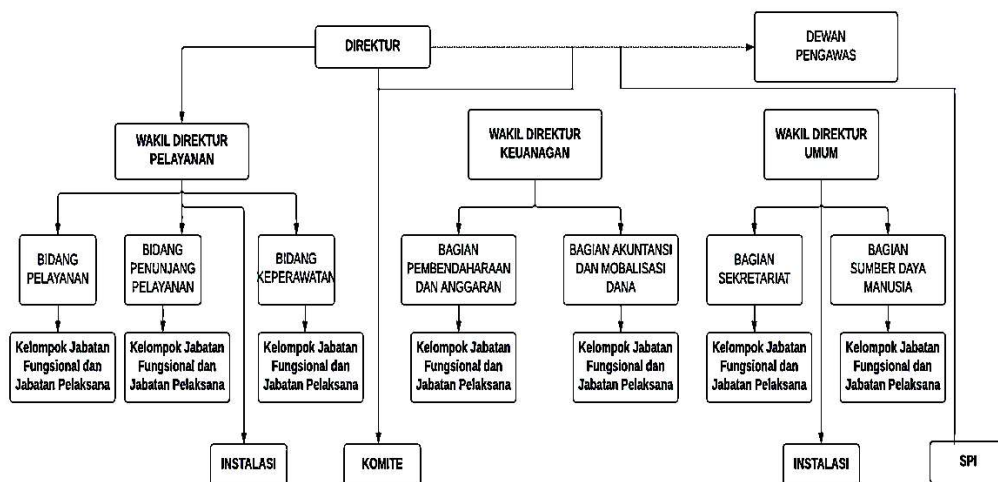 DIREKTUR
DEWAN
PENGAWAS
WAKIL DIREKTUR
PELAYANAN
WAKIL DIREKTUR
KEUANAGAN
WAKIL DIREKTUR
UMUM
BIDANG
PELAYANAN
BIDANG
PENUNJANG
PELAYANAN
BIDANG
KEPERAWATAN
BAGIAN
PEMBENDAHARAAN
DAN ANGGARAN
BAGIAN AKUNTANSI
DAN MOBALISASI
DANA
BAGIAN
SEKRETARIAT
BAGIAN
SUMBER DAYA
MANUSIA
Kelompok Jabatan
Fungsional dan
Jabatan Pelaksana
Kelompok Jabatan
Fungsional dan
Jabatan Pelaksana
Kelompok Jabatan
Fungsional dan
Jabatan Pelaksana
Kelompok Jabatan
Fungsional dan
Jabatan Pelaksana
Kelompok Jabatan
Fungsional dan
Jabatan Pelaksana
Kelompok Jabatan
Fungsional dan
Jabatan Pelaksana
Kelompok Jabatan
Fungsional dan
Jabatan Pelaksana
INSTALASI
KOMITE
INSTALASI
SPI